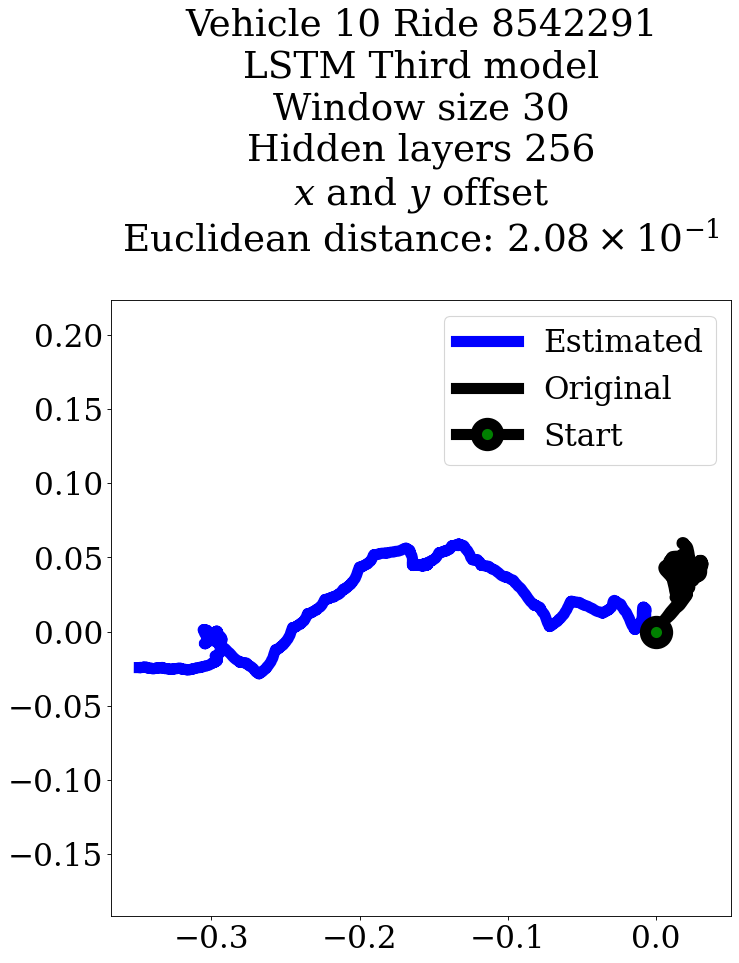 Vehicle 10 Ride 8542291
LSTM Third model
Window size 30
Hidden layers 256
x and y offset
Euclidean distance: 2.08 × 10⁻¹
Estimated
Original
Start
0.20
0.15
0.10
0.05
0.00
−0.05
−0.10
−0.15
−0.3 −0.2 −0.1 0.0